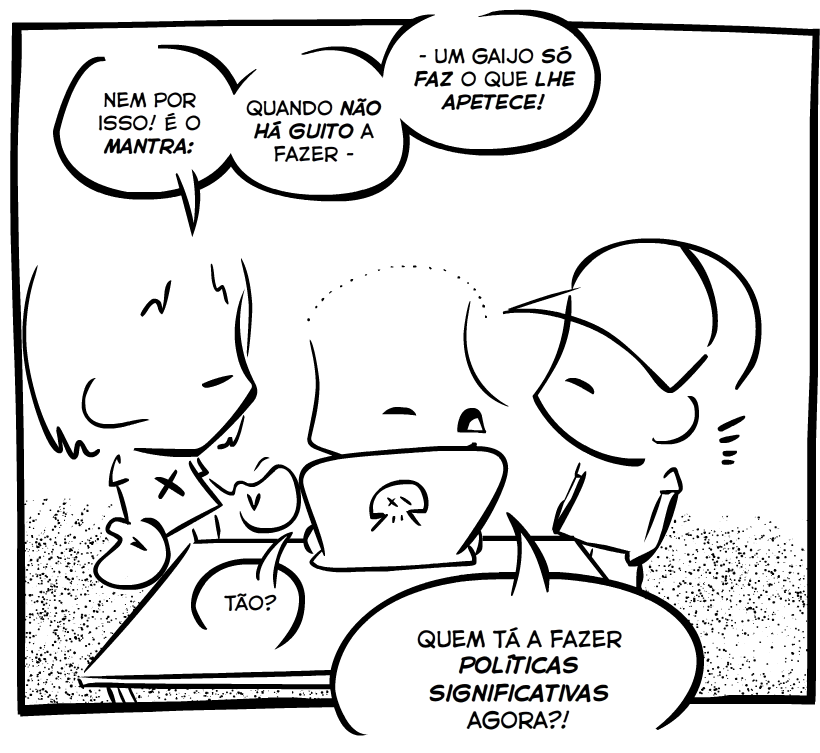 NEM POR
ISSO! É O
MANTRA:
QUANDO NÃO
HÁ GUITO A
FAZER -
- UM GAIJO SÓ
FAZ O QUE LHE
APETECE!
TÃO?
QUEM TÁ A FAZER
POLÍTICAS
SIGNIFICATIVAS
AGORA?!